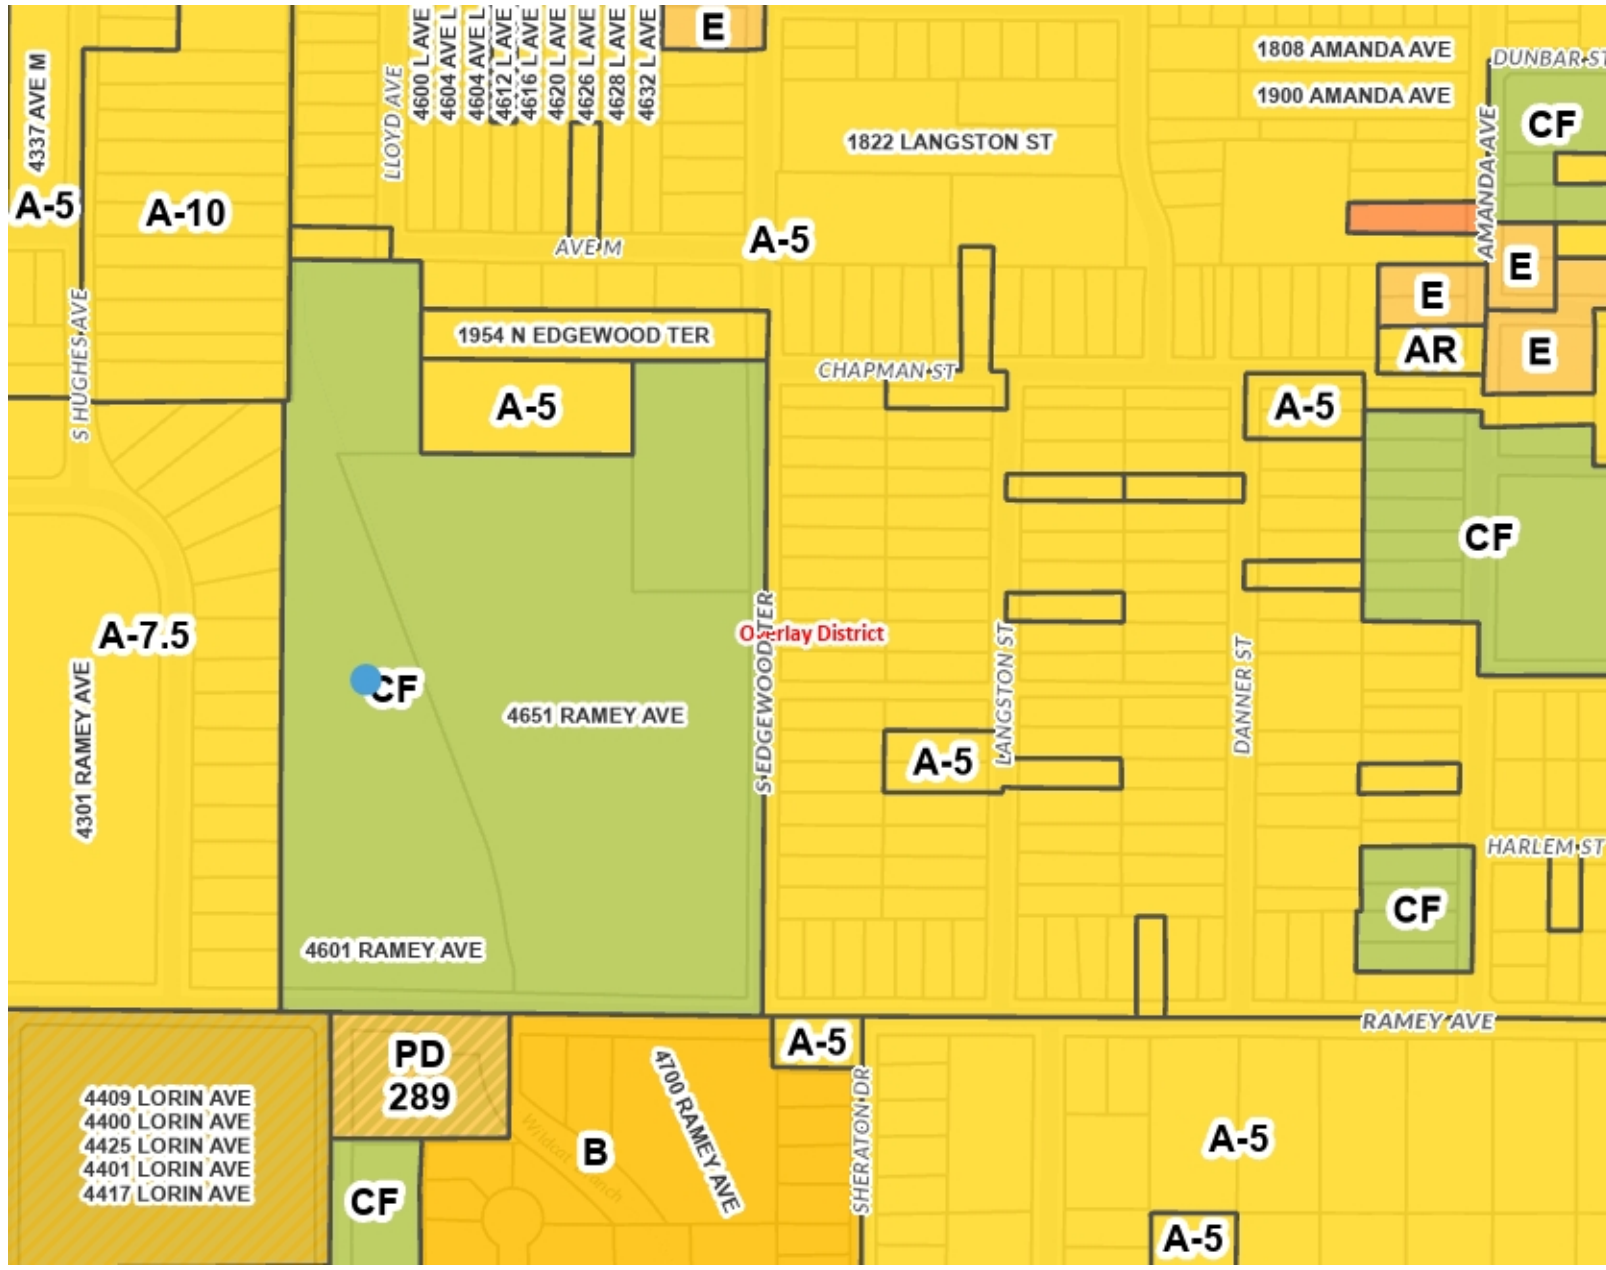 4600 L AVE
4604 AVE L
4604 AVE L
4612 L AVE
4616 L AVE
4620 L AVE
4626 L AVE
4628 L AVE
4632 L AVE
E
1808 AMANDA AVE
1900 AMANDA AVE
DUNBAR ST
4337 AVE M
LLOYD AVE
1822 LANGSTON ST
AMANDA AVE
CF
A-5
A-10
AVE M
A-5
E
E
S HUGHES AVE
1954 N EDGEWOOD TER
AR
E
CHAPMAN ST
A-5
A-5
CF
A-7.5
Overlay District
4301 RAMEY AVE
CF
4651 RAMEY AVE
S EDGEWOOD TER
LANGSTON ST
DANNER ST
A-5
HARLEM ST
4601 RAMEY AVE
CF
RAMEY AVE
PD
289
A-5
4409 LORIN AVE
4400 LORIN AVE
4425 LORIN AVE
4401 LORIN AVE
4417 LORIN AVE
4700 RAMEY AVE
Wildcat Branch
B
SHERATON DR
A-5
CF
A-5